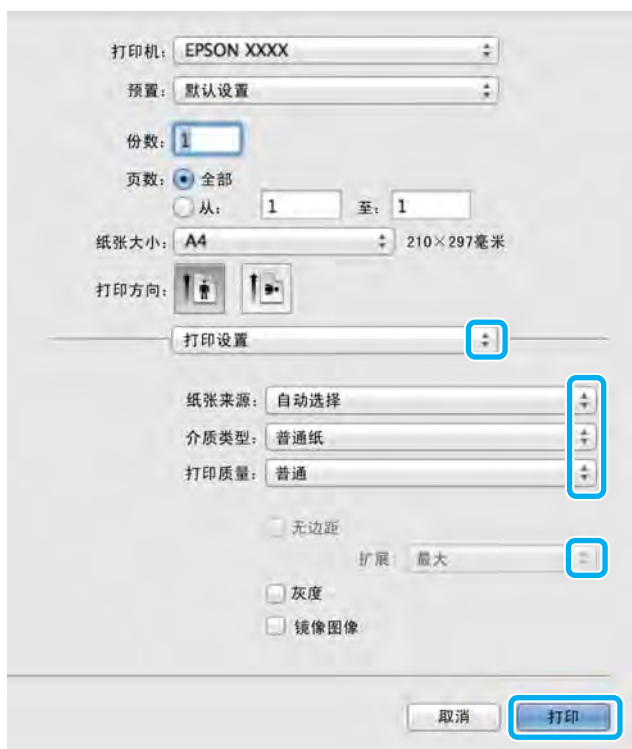 打印机： EPSON XXXX
预置： 默认设置
份数： 1
页数： 全部
从： 1 至： 1
纸张大小： A4 210×297毫米
打印方向：
打印设置
纸张来源： 自动选择
介质类型： 普通纸
打印质量： 普通
无边距
扩展 最大
灰度
镜像图像
取消 打印